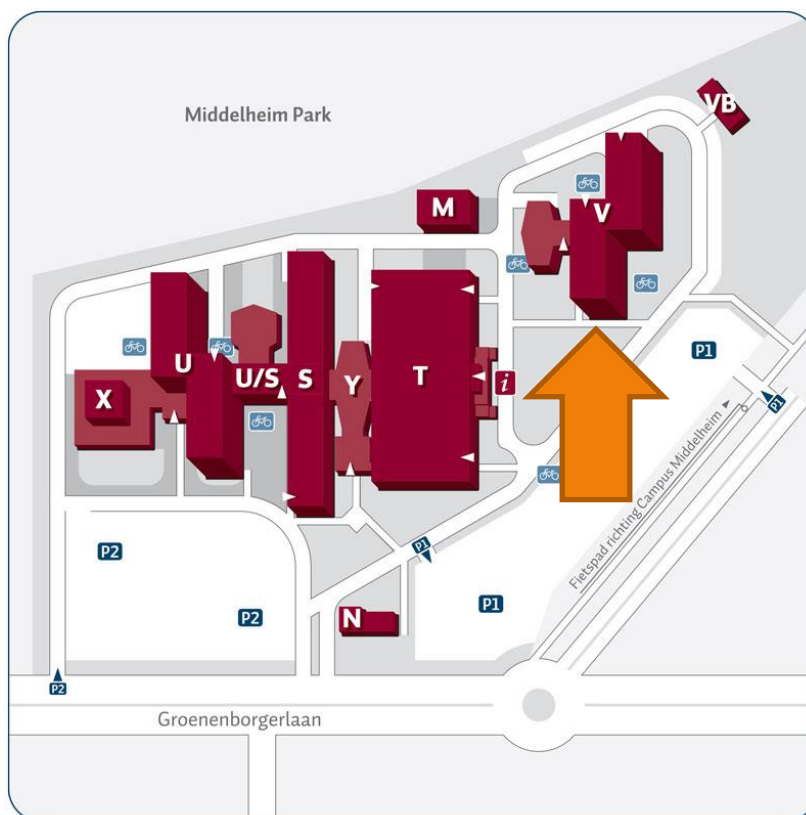 Middelheim Park
VB
M
V
U
U/S
S
Y
T
X
i
P1
P1
Fietspad richting Campus Middelheim
P2
P1
P1
P2
N
P2
Groenenborgerlaan